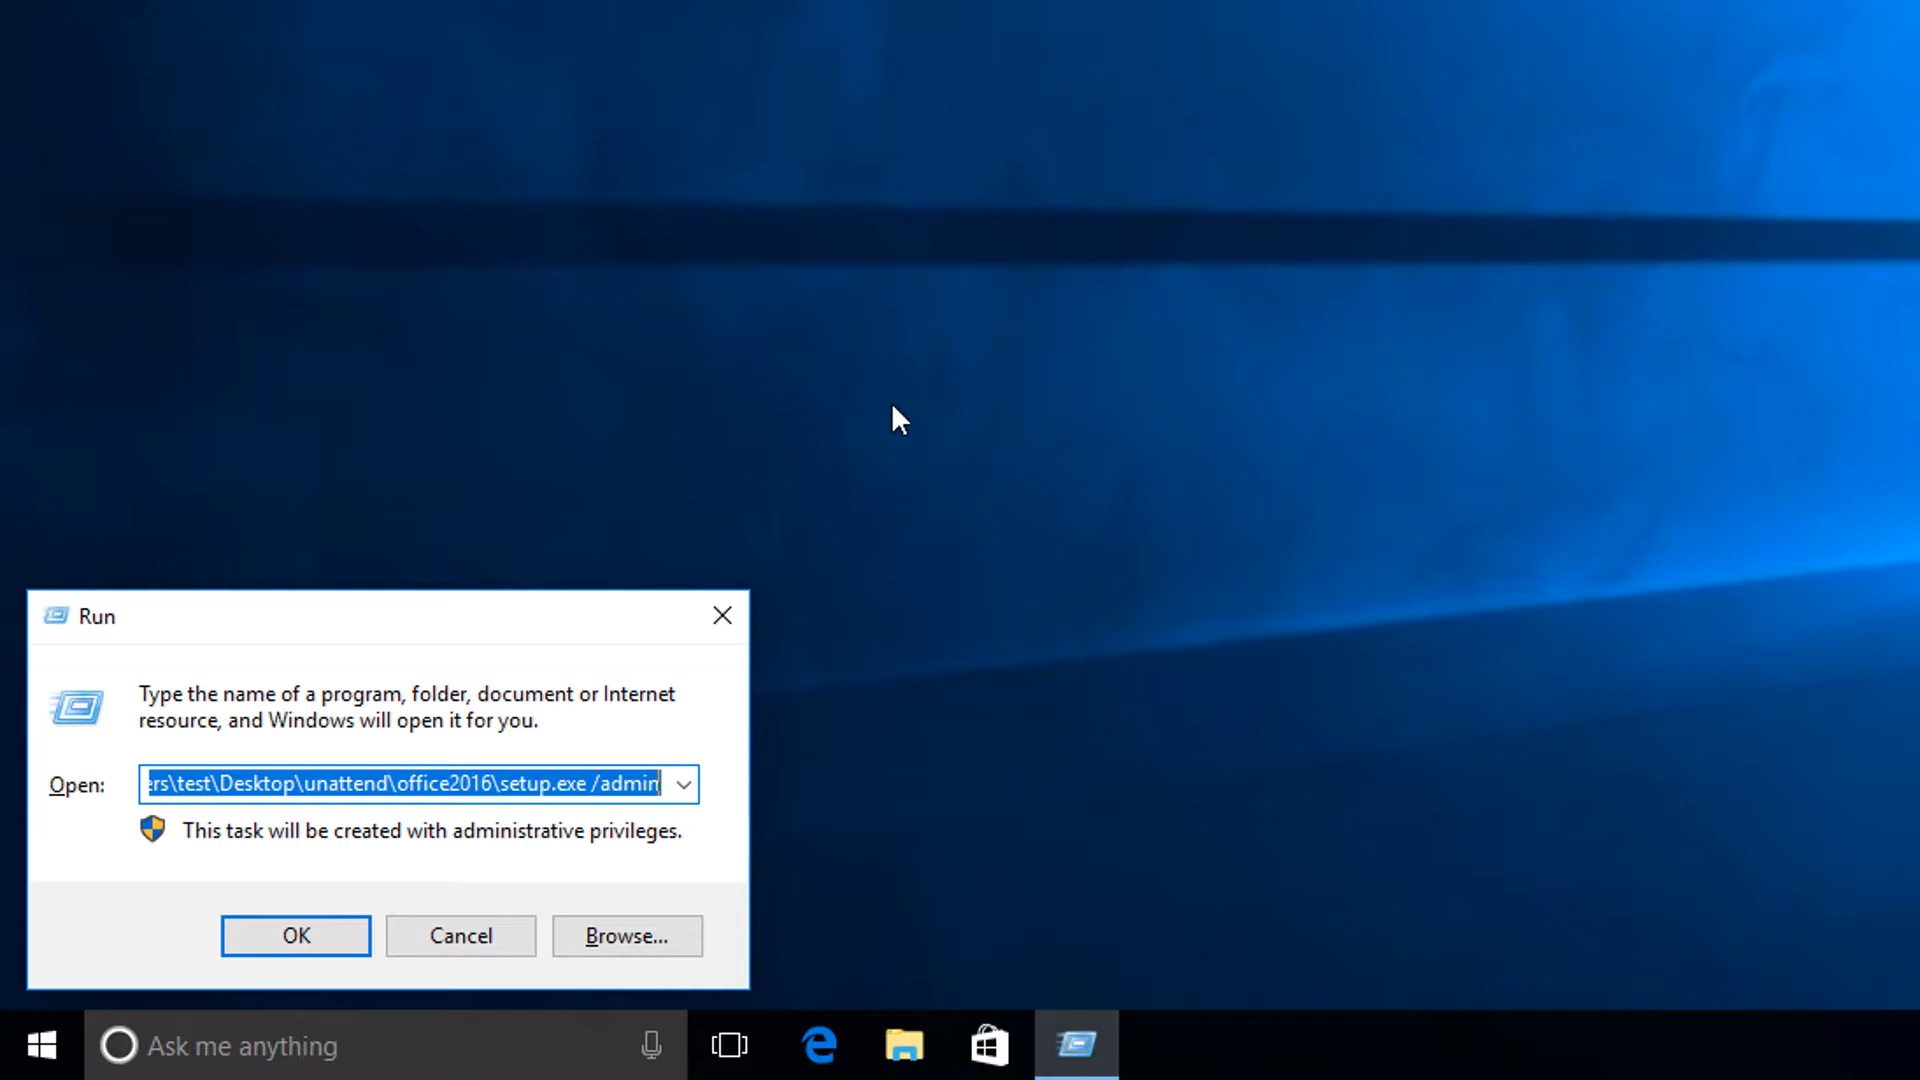 Run
Type the name of a program, folder, document or Internet
resource, and Windows will open it for you.
Open: ers\test\Desktop\unattend\office2016\setup.exe /admin
This task will be created with administrative privileges.
OK Cancel Browse...
Ask me anything